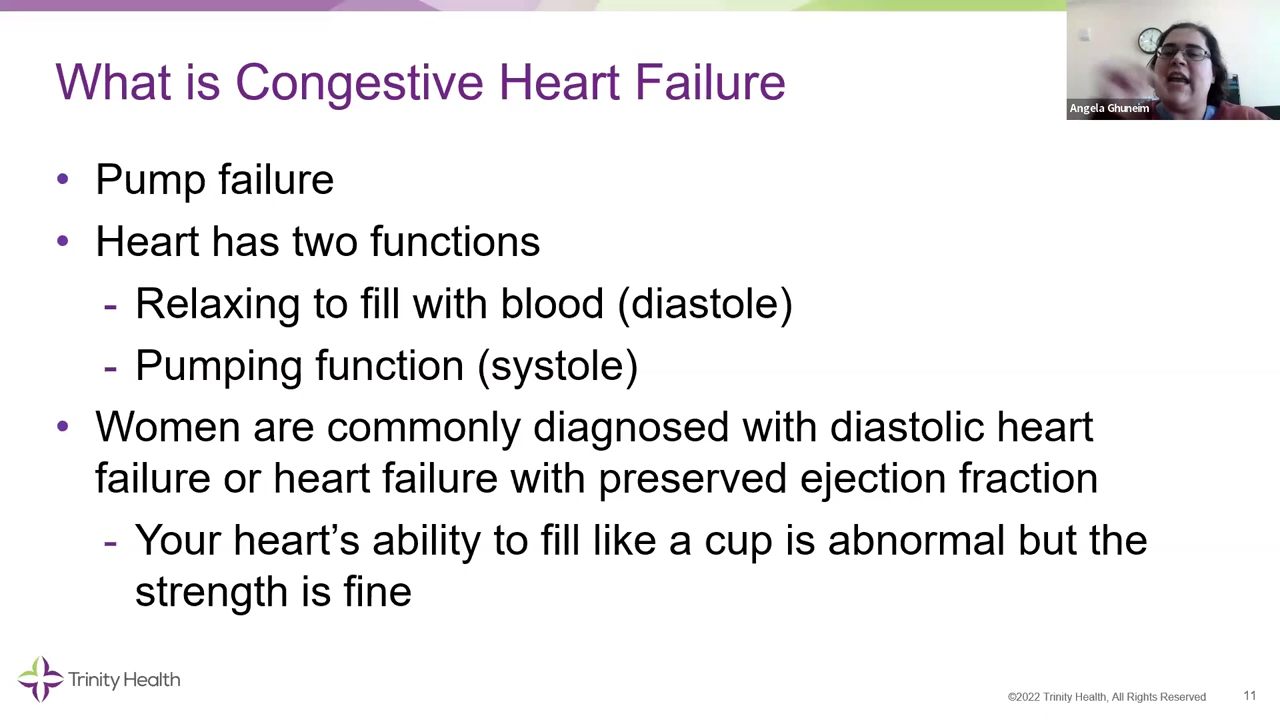 What is Congestive Heart Failure
Angela Ghuneim
• Pump failure
• Heart has two functions
- Relaxing to fill with blood (diastole)
- Pumping function (systole)
• Women are commonly diagnosed with diastolic heart
failure or heart failure with preserved ejection fraction
- Your heart’s ability to fill like a cup is abnormal but the
strength is fine
Trinity Health
©2022 Trinity Health, All Rights Reserved
11